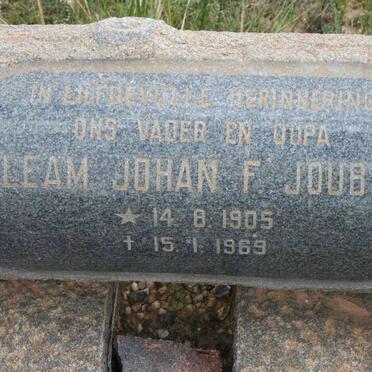 IN LIEFDEVOLLE HERINNERING
ONS VADER EN OUPA
LEAM JOHAN F. JOUB
★ 14.8.1905
✝ 15.1.1969